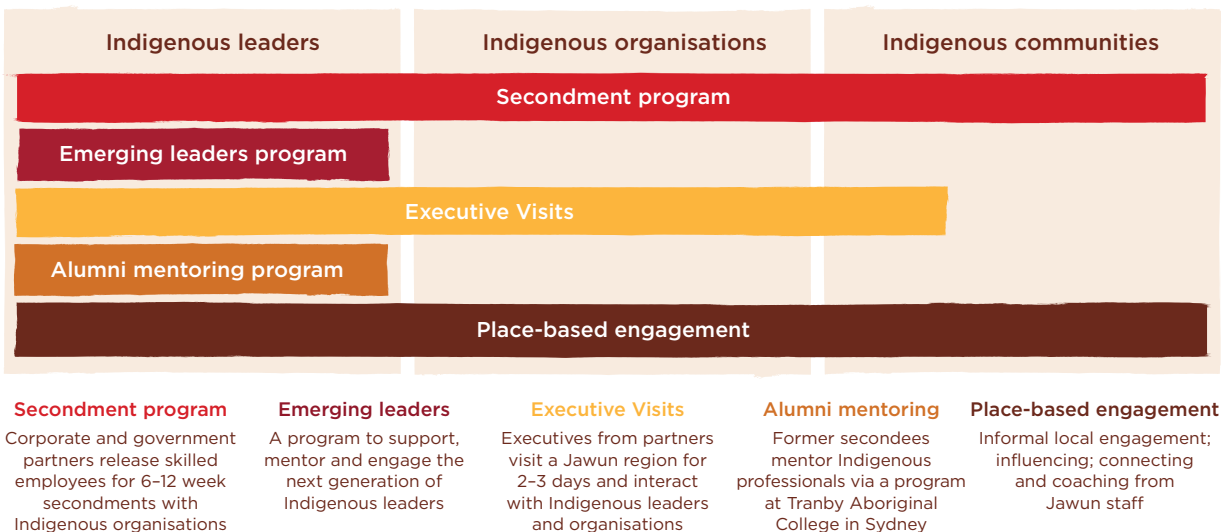 Indigenous leaders
Indigenous organisations
Indigenous communities
Secondment program
Emerging leaders program
Executive Visits
Alumni mentoring program
Place-based engagement
Secondment program
Corporate and government
partners release skilled
employees for 6–12 week
secondments with
Indigenous organisations
Emerging leaders
A program to support,
mentor and engage the
next generation of
Indigenous leaders
Executive Visits
Executives from partners
visit a Jawun region for
2–3 days and interact
with Indigenous leaders
and organisations
Alumni mentoring
Former secondees
mentor Indigenous
professionals via a program
at Tranby Aboriginal
College in Sydney
Place-based engagement
Informal local engagement;
influencing; connecting
and coaching from
Jawun staff